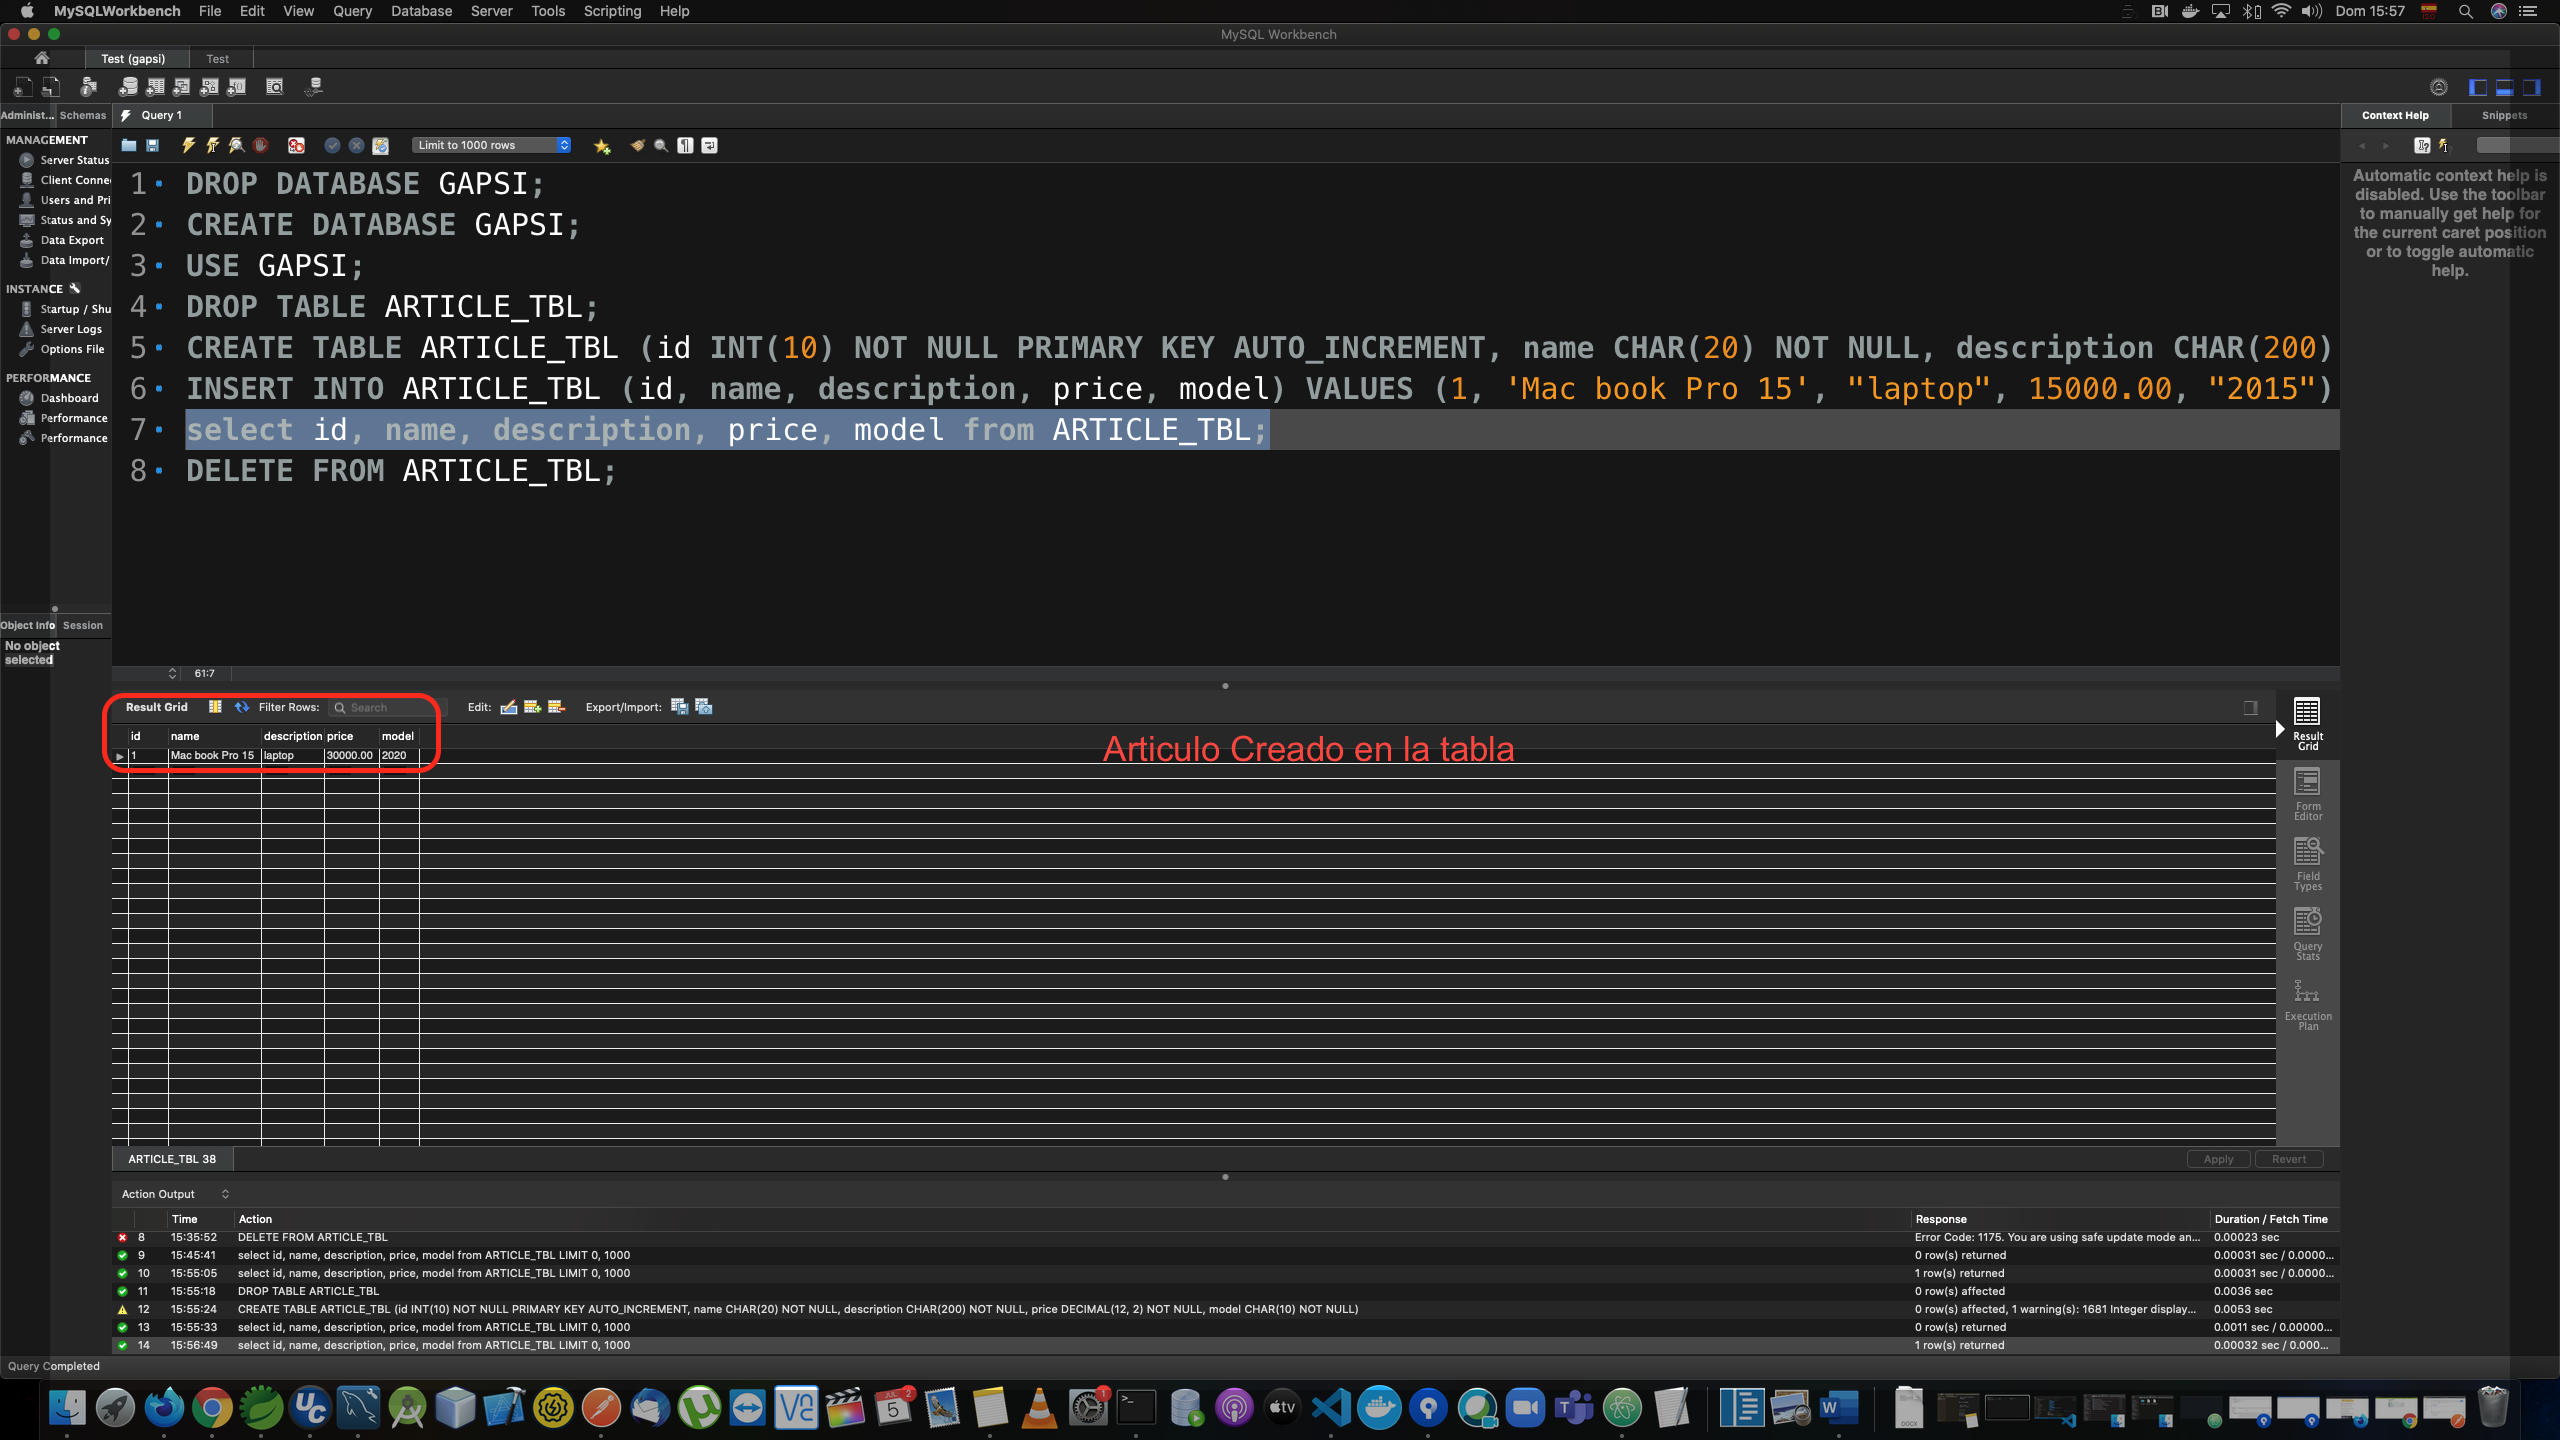 MySQLWorkbench File Edit View Query Database Server Tools Scripting Help Dom 15:57
MySQL Workbench
Test (gapsi) Test
Administ... Schemas Query 1 Context Help Snippets
MANAGEMENT
Server Status
Client Conne
Users and Pri
Status and Sy
Data Export
Data Import/
INSTANCE
Startup / Shu
Server Logs
Options File
PERFORMANCE
Dashboard
Performance
Performance
Limit to 1000 rows
1 DROP DATABASE GAPSI;
2 CREATE DATABASE GAPSI;
3 USE GAPSI;
4 DROP TABLE ARTICLE_TBL;
5 CREATE TABLE ARTICLE_TBL (id INT(10) NOT NULL PRIMARY KEY AUTO_INCREMENT, name CHAR(20) NOT NULL, description CHAR(200)
6 INSERT INTO ARTICLE_TBL (id, name, description, price, model) VALUES (1, 'Mac book Pro 15', "laptop", 15000.00, "2015")
7 select id, name, description, price, model from ARTICLE_TBL;
8 DELETE FROM ARTICLE_TBL;
Automatic context help is
disabled. Use the toolbar
to manually get help for
the current caret position
or to toggle automatic
help.
Object Info Session
No object
selected
61:7
Result Grid Filter Rows: Search Edit: Export/Import:
id name description price model
1 Mac book Pro 15 laptop 30000.00 2020
Articulo Creado en la tabla
Result
Grid
Form
Editor
Field
Types
Query
Stats
Execution
Plan
ARTICLE_TBL 38 Apply Revert
Action Output
Time Action Response Duration / Fetch Time
8 15:35:52 DELETE FROM ARTICLE_TBL Error Code: 1175. You are using safe update mode an... 0.00023 sec
9 15:45:41 select id, name, description, price, model from ARTICLE_TBL LIMIT 0, 1000 0 row(s) returned 0.00031 sec / 0.0000...
10 15:55:05 select id, name, description, price, model from ARTICLE_TBL LIMIT 0, 1000 1 row(s) returned 0.00031 sec / 0.0000...
11 15:55:18 DROP TABLE ARTICLE_TBL 0 row(s) affected 0.0036 sec
12 15:55:24 CREATE TABLE ARTICLE_TBL (id INT(10) NOT NULL PRIMARY KEY AUTO_INCREMENT, name CHAR(20) NOT NULL, description CHAR(200) NOT NULL, price DECIMAL(12, 2) NOT NULL, model CHAR(10) NOT NULL) 0 row(s) affected, 1 warning(s): 1681 Integer display... 0.0053 sec
13 15:55:33 select id, name, description, price, model from ARTICLE_TBL LIMIT 0, 1000 0 row(s) returned 0.0011 sec / 0.00000...
14 15:56:49 select id, name, description, price, model from ARTICLE_TBL LIMIT 0, 1000 1 row(s) returned 0.00032 sec / 0.000...
Query Completed
JUL 5 2 1 tv
DOCX